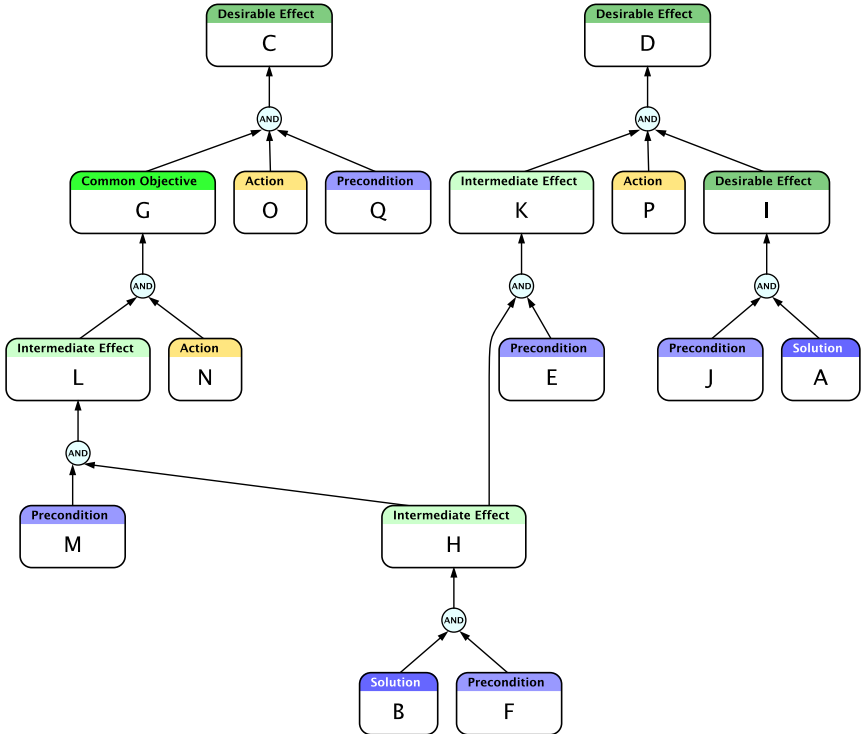 Desirable Effect
C
Desirable Effect
D
AND
AND
Common Objective
G
Action
O
Precondition
Q
Intermediate Effect
K
Action
P
Desirable Effect
I
AND
AND
AND
Intermediate Effect
L
Action
N
Precondition
E
Precondition
J
Solution
A
AND
Precondition
M
Intermediate Effect
H
AND
Solution
B
Precondition
F